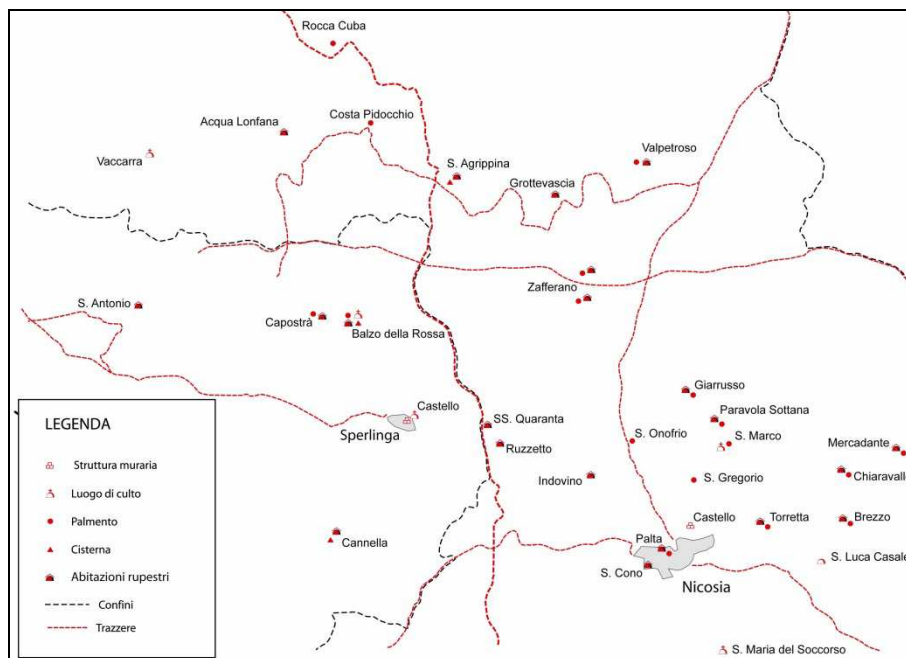 Rocca Cuba
Acqua Lonfana
Costa Pidocchio
Vaccarra
S. Agrippina
Valpetroso
Grottevascia
Zafferano
S. Antonio
Capostrà
Balzo della Rossa
Giarrusso
Castello
Paravola Sottana
SS. Quaranta
Sperlinga
S. Onofrio
S. Marco
Mercadante
Ruzzetto
Indovino
S. Gregorio
Chiaravalle
Castello
Torretta
Brezzo
Cannella
Palta
S. Cono
S. Luca Casale
Nicosia
S. Maria del Soccorso
LEGENDA
Struttura muraria
Luogo di culto
Palmento
Cisterna
Abitazioni rupestri
Confini
Trazzere